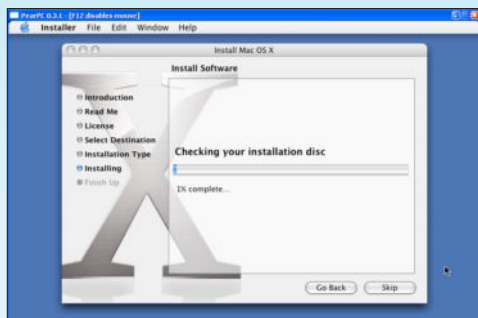 PearPC 0.3.1 - [F12 disables mouse]
Installer File Edit Window Help
Install Mac OS X
Install Software
Introduction
Read Me
License
Select Destination
Installation Type
Installing
Finish Up
Checking your installation disc
1% complete...
Go Back Skip